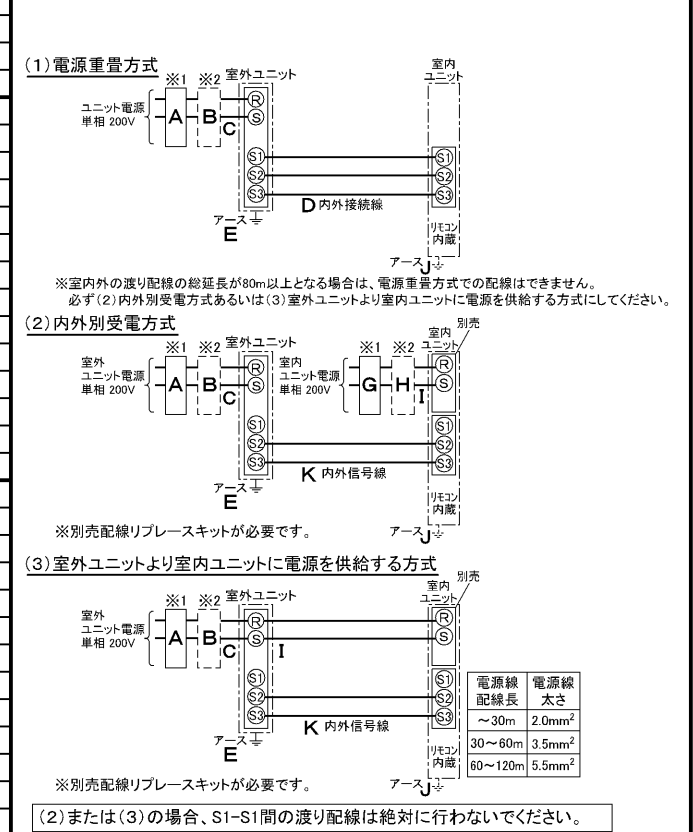 (1)電源重畳方式
※1 ※2 室外ユニット
室内
ユニット
ユニット電源
単相 200V
A B C
R
S
S1 S1
S2 S2
S3 S3
D 内外接続線
アース
E
リモコン
内蔵
アース J
※室内外の渡り配線の総延長が80m以上となる場合は、電源重畳方式での配線はできません。
必ず(2)内外別受電方式あるいは(3)室外ユニットより室内ユニットに電源を供給する方式にしてください。
(2)内外別受電方式
※1 ※2 室外ユニット
※1 ※2
室内
ユニット
別売
室外
ユニット電源
単相 200V
A B C
R
S
室内
ユニット電源
単相 200V
G H I
R
S
S1 S1
S2 S2
S3 S3
K 内外信号線
アース
E
リモコン
内蔵
アース J
※別売配線リプレースキットが必要です。
(3)室外ユニットより室内ユニットに電源を供給する方式
※1 ※2 室外ユニット
室内
ユニット
別売
室外
ユニット電源
単相 200V
A B C
R R
S S
I
S1 S1
S2 S2
S3 S3
K 内外信号線
アース
E
リモコン
内蔵
アース J
電源線
配線長
電源線
太さ
～30m 2.0mm²
30～60m 3.5mm²
60～120m 5.5mm²
※別売配線リプレースキットが必要です。
(2)または(3)の場合、S1-S1間の渡り配線は絶対に行わないでください。